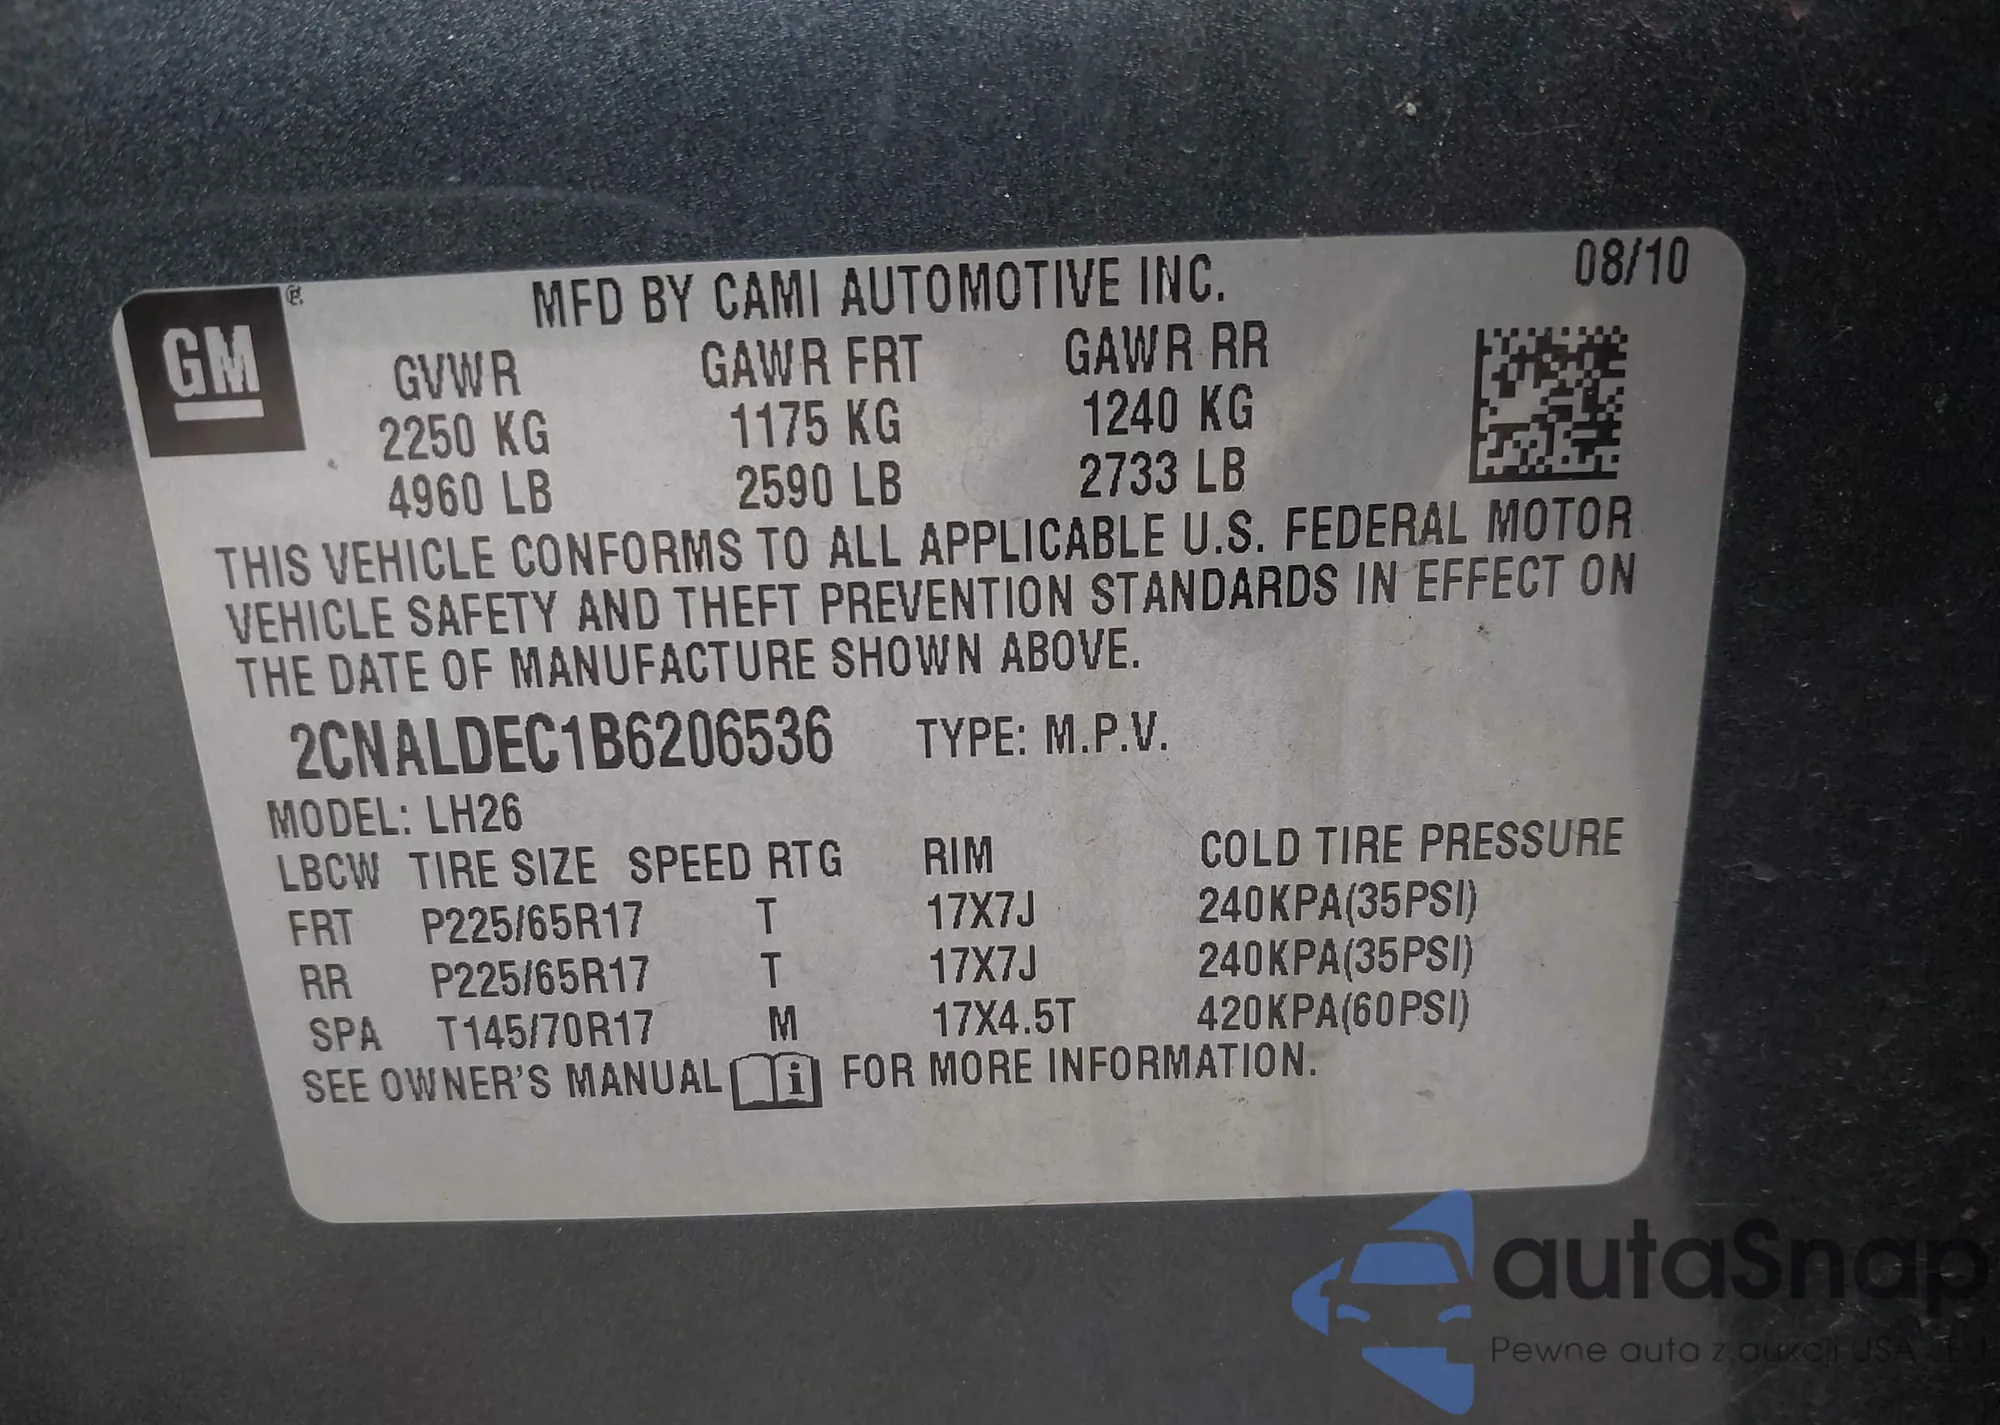 MFD BY CAMI AUTOMOTIVE INC. 08/10
GM ®
GVWR GAWR FRT GAWR RR
2250 KG 1175 KG 1240 KG
4960 LB 2590 LB 2733 LB
THIS VEHICLE CONFORMS TO ALL APPLICABLE U.S. FEDERAL MOTOR
VEHICLE SAFETY AND THEFT PREVENTION STANDARDS IN EFFECT ON
THE DATE OF MANUFACTURE SHOWN ABOVE.
2CNALDEC1B6206536 TYPE: M.P.V.
MODEL: LH26
LBCW TIRE SIZE SPEED RTG RIM COLD TIRE PRESSURE
FRT P225/65R17 T 17X7J 240KPA(35PSI)
RR P225/65R17 T 17X7J 240KPA(35PSI)
SPA T145/70R17 M 17X4.5T 420KPA(60PSI)
SEE OWNER'S MANUAL i FOR MORE INFORMATION.
autaSnap
Pewne auta z aukcji USA